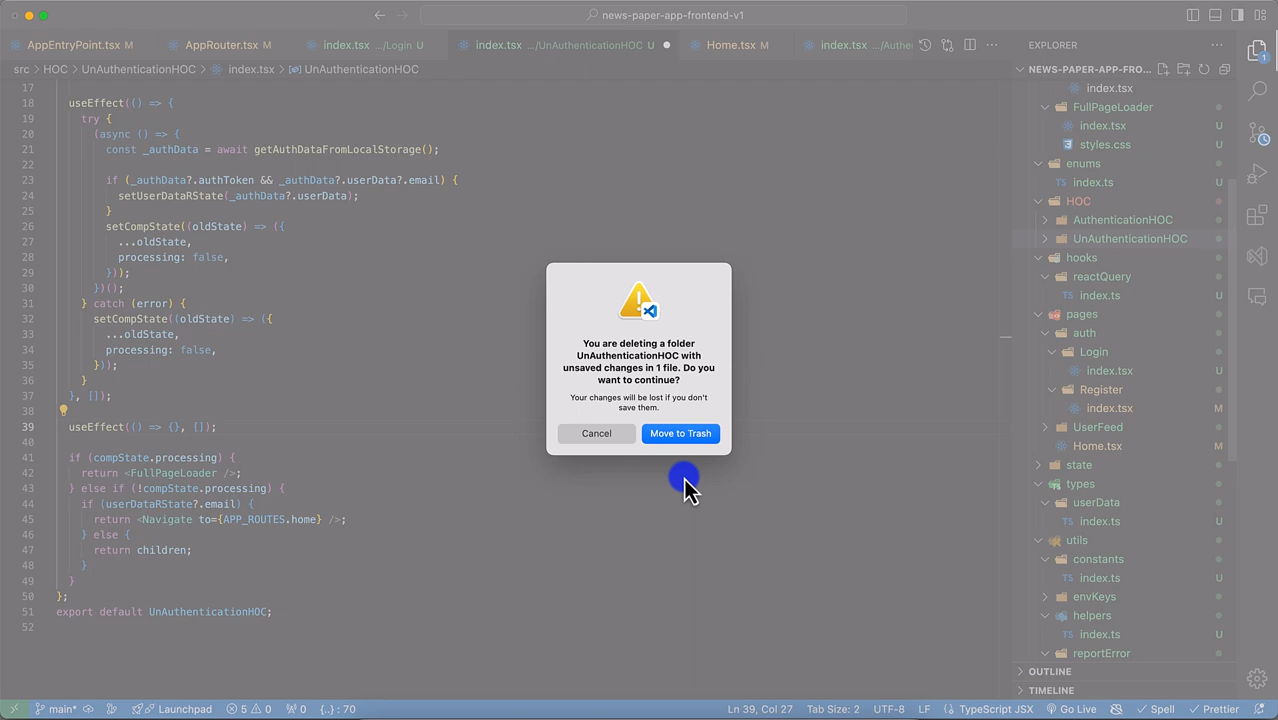 news-paper-app-frontend-v1
AppEntryPoint.tsx M
AppRouter.tsx M
index.tsx .../Login U
index.tsx .../UnAuthenticationHOC U
Home.tsx M
index.tsx .../Authe
EXPLORER
src > HOC > UnAuthenticationHOC > index.tsx > UnAuthenticationHOC
17
18 useEffect(() => {
19 try {
20 (async () => {
21 const _authData = await getAuthDataFromLocalStorage();
22
23 if (_authData?.authToken && _authData?.userData?.email) {
24 setUserDataRState(_authData?.userData);
25 }
26 setCompState((oldState) => ({
27 ...oldState,
28 processing: false,
29 }));
30 })();
31 } catch (error) {
32 setCompState((oldState) => ({
33 ...oldState,
34 processing: false,
35 }));
36 }
37 }, []);
38
39 useEffect(() => {}, []);
40
41 if (compState.processing) {
42 return <FullPageLoader />;
43 } else if (!compState.processing) {
44 if (userDataRState?.email) {
45 return <Navigate to={APP_ROUTES.home} />;
46 } else {
47 return children;
48 }
49 }
50 };
51 export default UnAuthenticationHOC;
52
You are deleting a folder
UnAuthenticationHOC with
unsaved changes in 1 file. Do you
want to continue?
Your changes will be lost if you don't
save them.
Cancel
Move to Trash
NEWS-PAPER-APP-FRO...
index.tsx
FullPageLoader
index.tsx U
styles.css U
enums
TS index.ts U
HOC
AuthenticationHOC
UnAuthenticationHOC
hooks
reactQuery
TS index.ts U
pages
auth
Login
index.tsx U
Register
index.tsx M
UserFeed
Home.tsx M
state
types
userData
TS index.ts U
utils
constants
TS index.ts U
envKeys
helpers
TS index.ts U
reportError
OUTLINE
TIMELINE
1
main*
Launchpad
5 0
0
{..} : 70
Ln 39, Col 27
Tab Size: 2
UTF-8
LF
TypeScript JSX
Go Live
Spell
Prettier